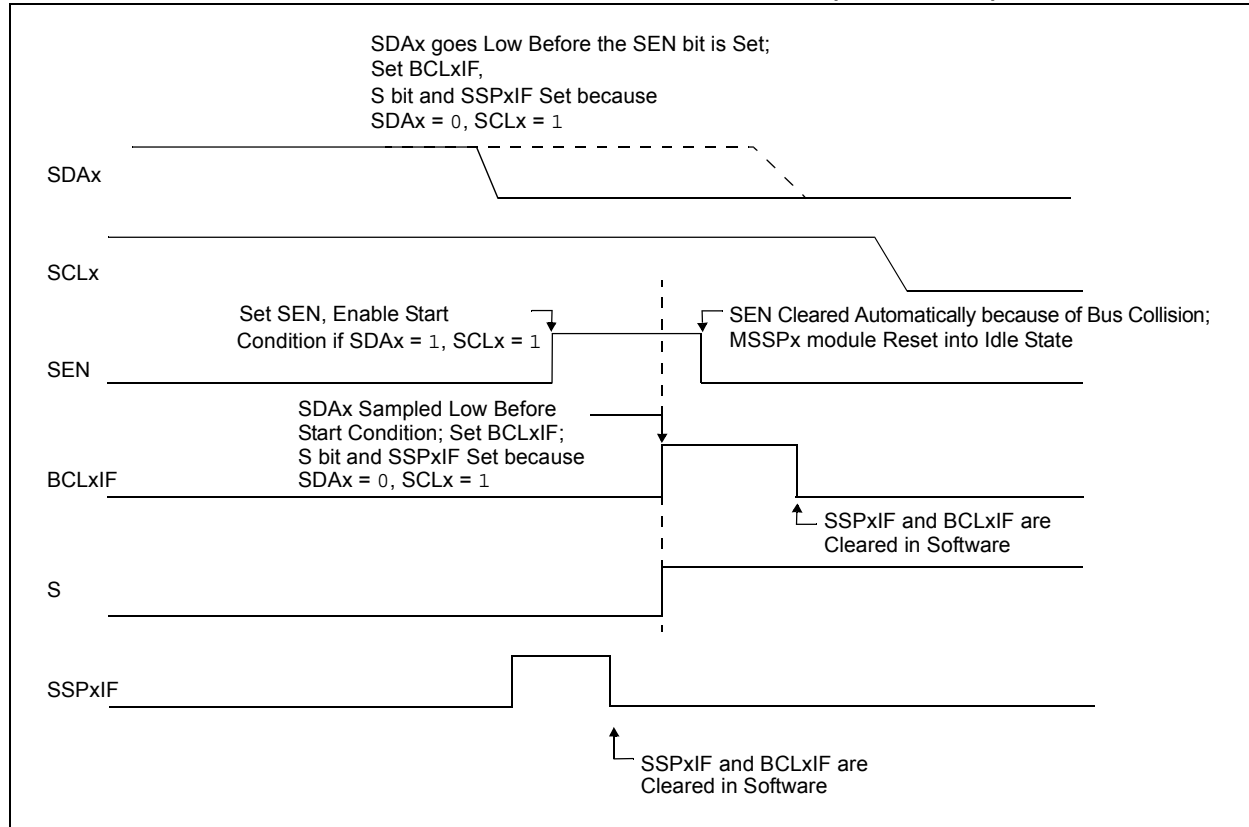 SDAx goes Low Before the SEN bit is Set;
Set BCLxIF,
S bit and SSPxIF Set because
SDAx = 0, SCLx = 1
SDAx
SCLx
Set SEN, Enable Start
Condition if SDAx = 1, SCLx = 1
SEN Cleared Automatically because of Bus Collision;
MSSPx module Reset into Idle State
SEN
SDAx Sampled Low Before
Start Condition; Set BCLxIF;
S bit and SSPxIF Set because
SDAx = 0, SCLx = 1
BCLxIF
SSPxIF and BCLxIF are
Cleared in Software
S
SSPxIF
SSPxIF and BCLxIF are
Cleared in Software